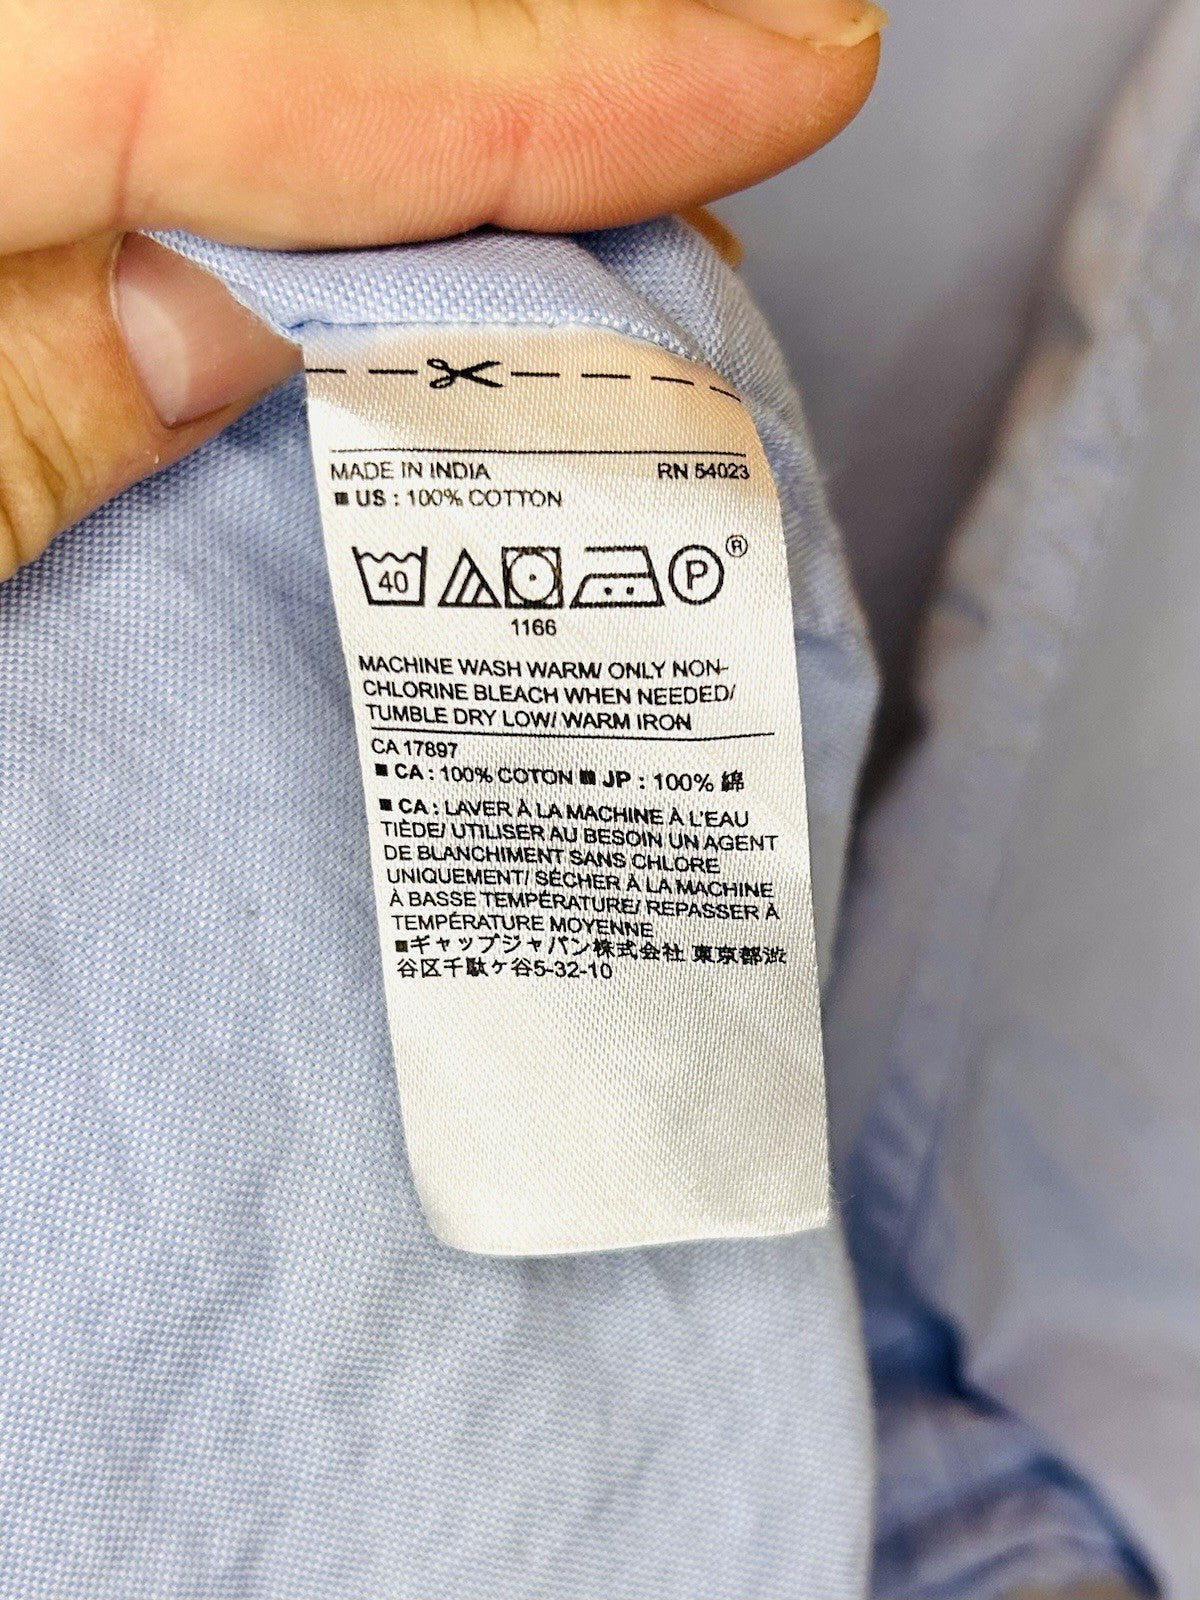 MADE IN INDIA RN 54023
■ US : 100% COTTON
40 P ®
1166
MACHINE WASH WARM/ ONLY NON-
CHLORINE BLEACH WHEN NEEDED/
TUMBLE DRY LOW/ WARM IRON
CA 17897
■ CA : 100% COTON ■ JP : 100% 綿
■ CA : LAVER À LA MACHINE À L'EAU
TIÈDE/ UTILISER AU BESOIN UN AGENT
DE BLANCHIMENT SANS CHLORE
UNIQUEMENT/ SÉCHER À LA MACHINE
À BASSE TEMPÉRATURE/ REPASSER À
TEMPÉRATURE MOYENNE
■ギャップジャパン株式会社 東京都渋
谷区千駄ケ谷5-32-10